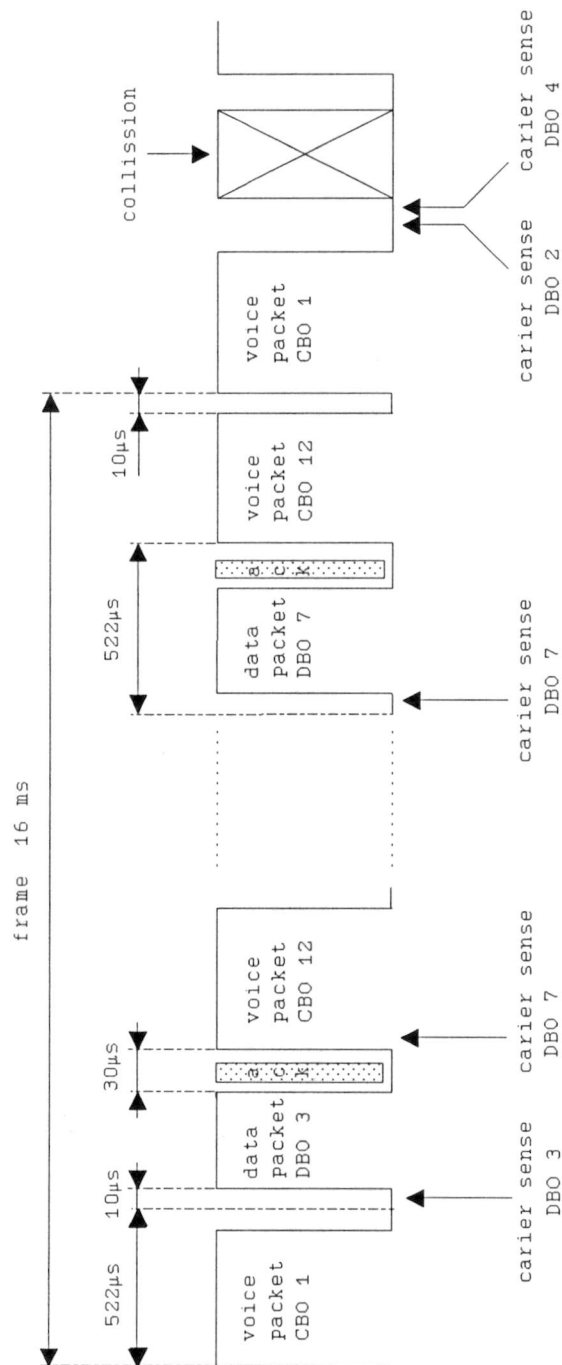 frame 16 ms
522µs
10µs
30µs
522µs
10µs
collission
voice
packet
CBO 1
data
packet
DBO 3
a
c
k
voice
packet
CBO 12
data
packet
DBO 7
a
c
k
voice
packet
CBO 12
voice
packet
CBO 1
carier sense
DBO 3
carier sense
DBO 7
carier sense
DBO 7
carier sense
DBO 2
carier sense
DBO 4